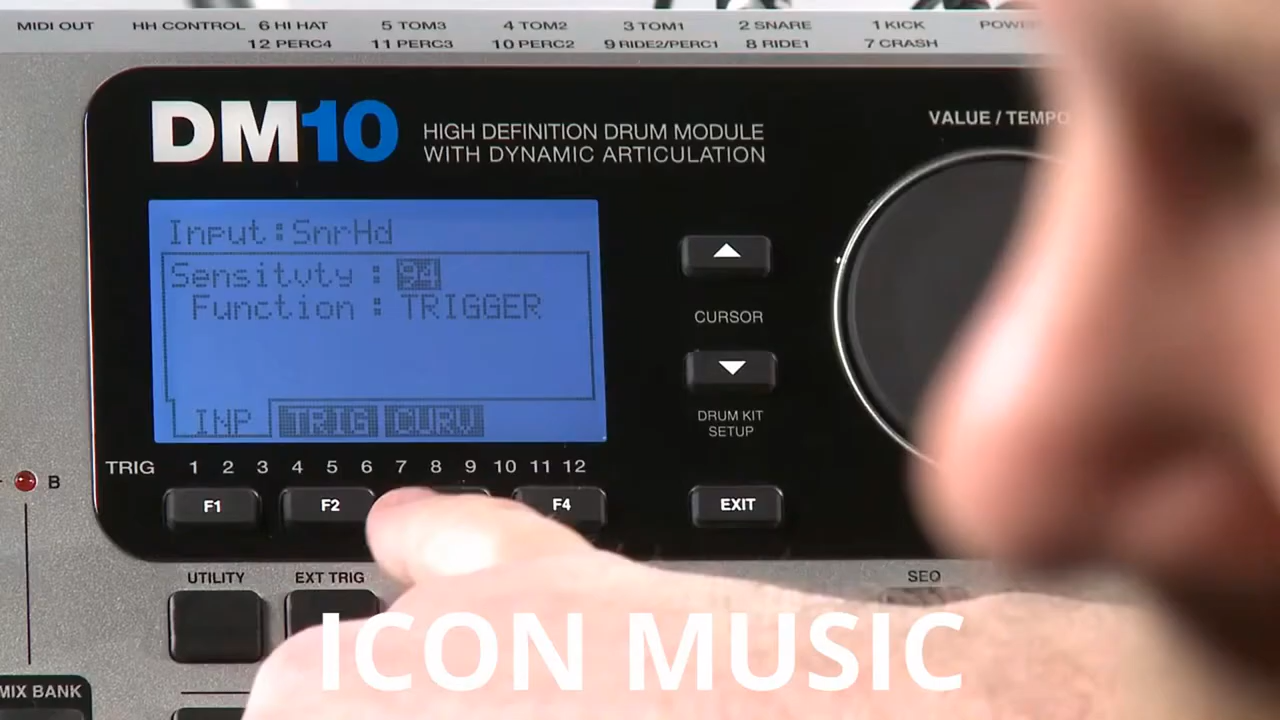 MIDI OUT HH CONTROL 6 HI HAT 5 TOM3 4 TOM2 3 TOM1 2 SNARE 1 KICK
12 PERC4 11 PERC3 10 PERC2 9 RIDE2/PERC1 8 RIDE1 7 CRASH
DM10
HIGH DEFINITION DRUM MODULE
WITH DYNAMIC ARTICULATION
VALUE / TEMPO
Input:SnrHd
Sensitvty : 94
Function : TRIGGER
INP TRIG CURV
CURSOR
DRUM KIT
SETUP
TRIG 1 2 3 4 5 6 7 8 9 10 11 12
B
F1 F2 F4 EXIT
UTILITY EXT TRIG
MIX BANK
ICON MUSIC